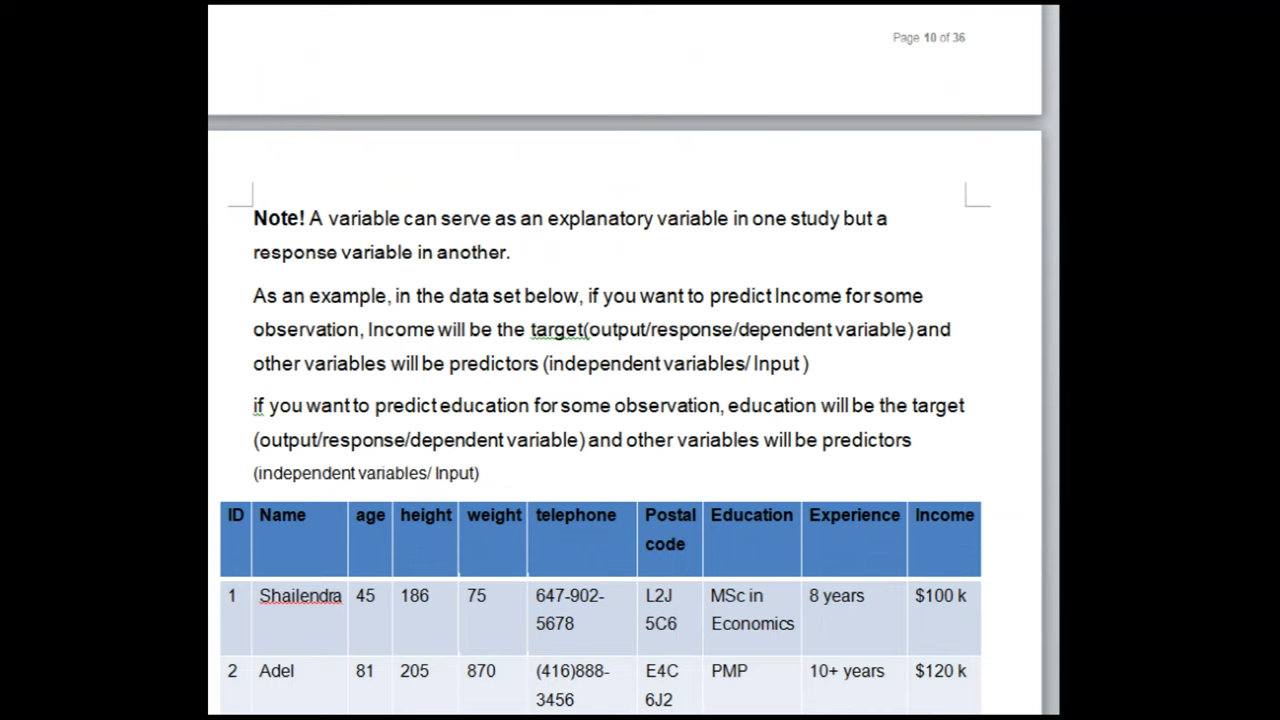 Page 10 of 36
Note! A variable can serve as an explanatory variable in one study but a
response variable in another.
As an example, in the data set below, if you want to predict Income for some
observation, Income will be the target(output/response/dependent variable) and
other variables will be predictors (independent variables/ Input )
if you want to predict education for some observation, education will be the target
(output/response/dependent variable) and other variables will be predictors
(independent variables/ Input)
ID Name age height weight telephone Postal Education Experience Income
code
1 Shailendra 45 186 75 647-902- L2J MSc in 8 years $100 k
5678 5C6 Economics
2 Adel 81 205 870 (416)888- E4C PMP 10+ years $120 k
3456 6J2